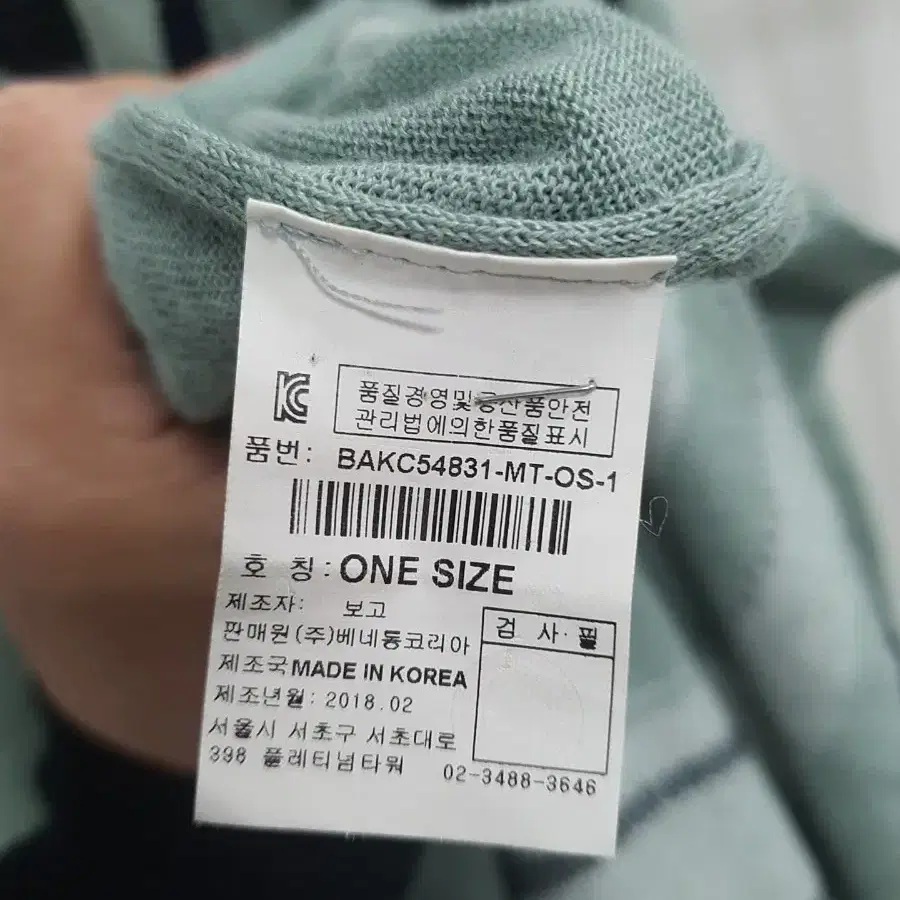 KC
품질경영및공산품안전
관리법에의한품질표시
품번: BAKC54831-MT-OS-1
호 칭: ONE SIZE
제조자: 보고
판매원 (주)베네통코리아
제조국 MADE IN KOREA
제조년월: 2018.02
검 사·필
서울시 서초구 서초대로
398 플레티넘타워 02-3488-3646